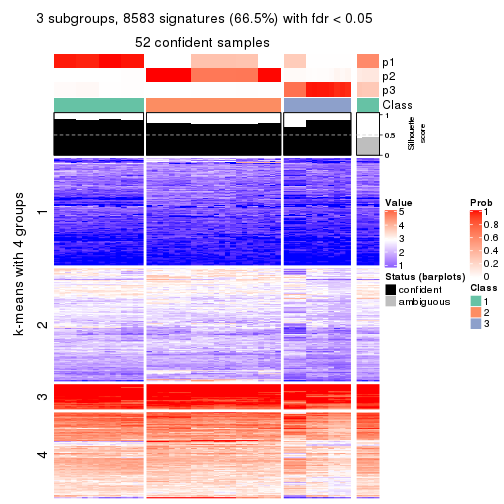 3 subgroups, 8583 signatures (66.5%) with fdr < 0.05
52 confident samples
p1
p2
p3
Class
1
0.5
0
Silhouette
score
k-means with 4 groups
1
2
3
4
Value
5
4
3
2
1
Status (barplots)
confident
ambiguous
Prob
1
0.8
0.6
0.4
0.2
0
Class
1
2
3